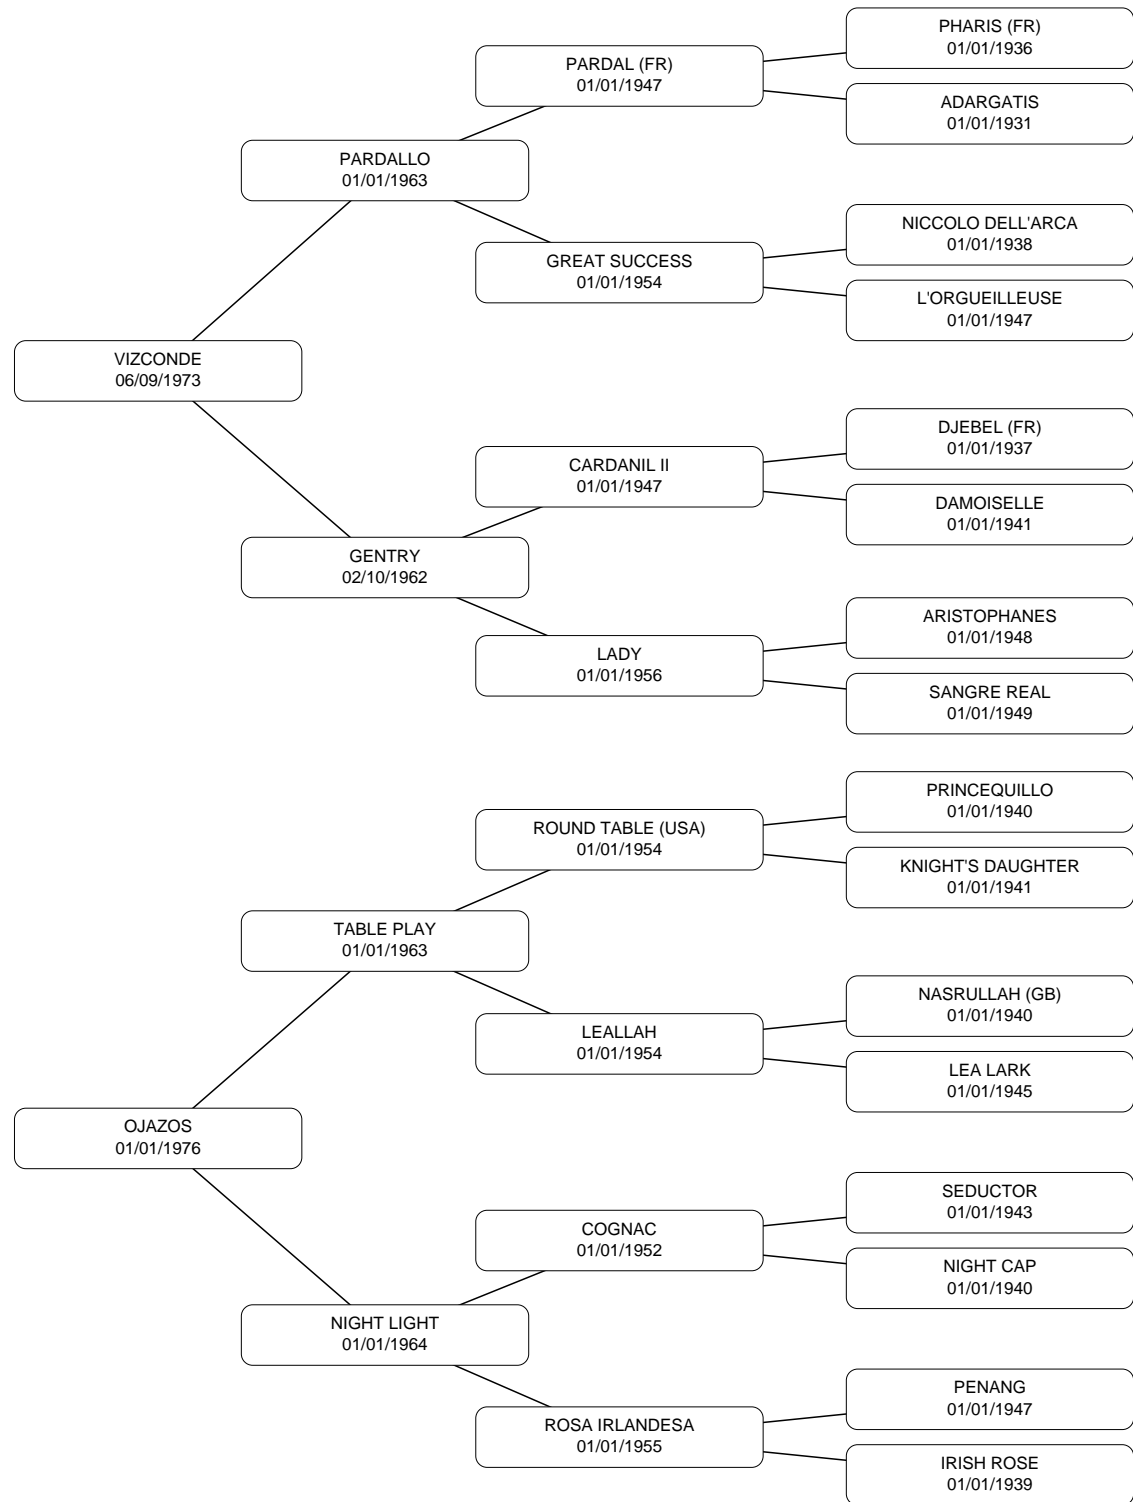 PHARIS (FR)
01/01/1936
PARDAL (FR)
01/01/1947
ADARGATIS
01/01/1931
PARDALLO
01/01/1963
NICCOLO DELL'ARCA
01/01/1938
GREAT SUCCESS
01/01/1954
L'ORGUEILLEUSE
01/01/1947
VIZCONDE
06/09/1973
DJEBEL (FR)
01/01/1937
CARDANIL II
01/01/1947
DAMOISELLE
01/01/1941
GENTRY
02/10/1962
ARISTOPHANES
01/01/1948
LADY
01/01/1956
SANGRE REAL
01/01/1949
PRINCEQUILLO
01/01/1940
ROUND TABLE (USA)
01/01/1954
KNIGHT'S DAUGHTER
01/01/1941
TABLE PLAY
01/01/1963
NASRULLAH (GB)
01/01/1940
LEALLAH
01/01/1954
LEA LARK
01/01/1945
OJAZOS
01/01/1976
SEDUCTOR
01/01/1943
COGNAC
01/01/1952
NIGHT CAP
01/01/1940
NIGHT LIGHT
01/01/1964
PENANG
01/01/1947
ROSA IRLANDESA
01/01/1955
IRISH ROSE
01/01/1939